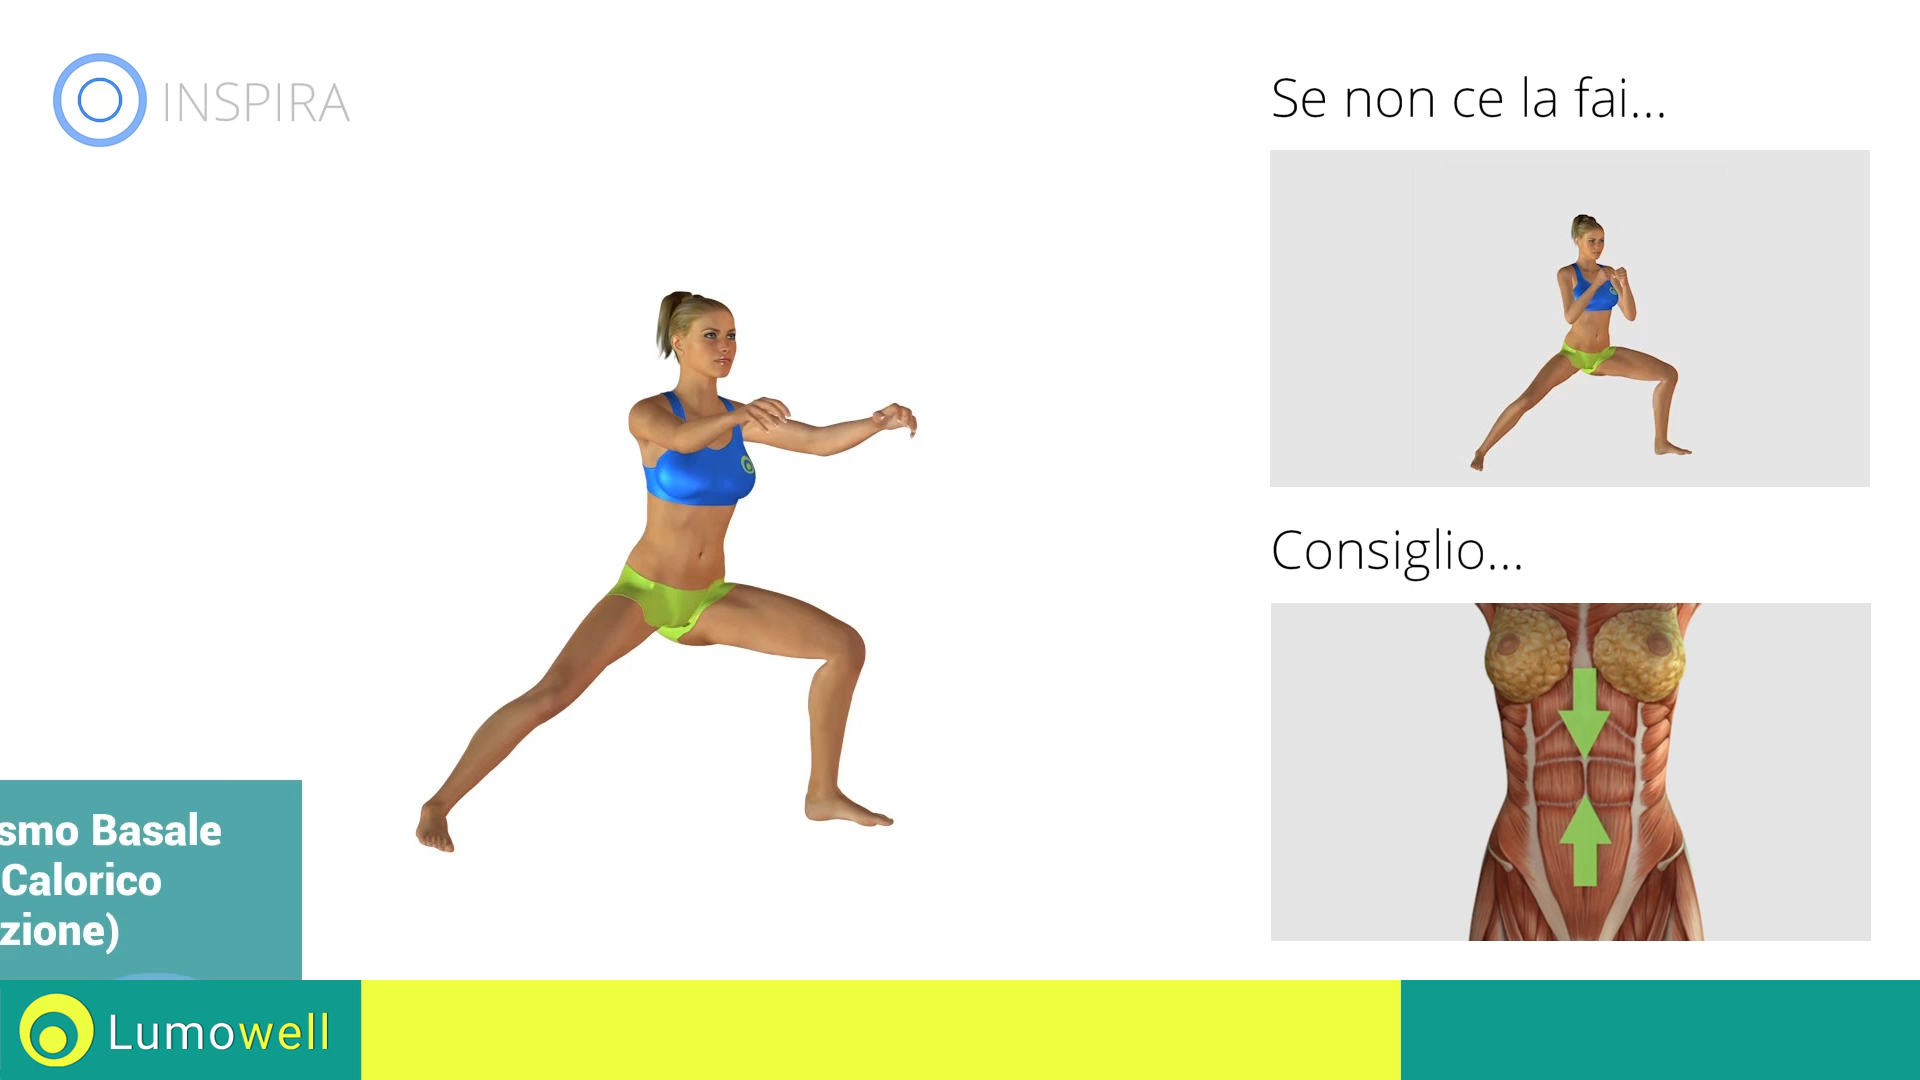 INSPIRA
Se non ce la fai...
Consiglio...
smo Basale
Calorico
zione)
Lumowell